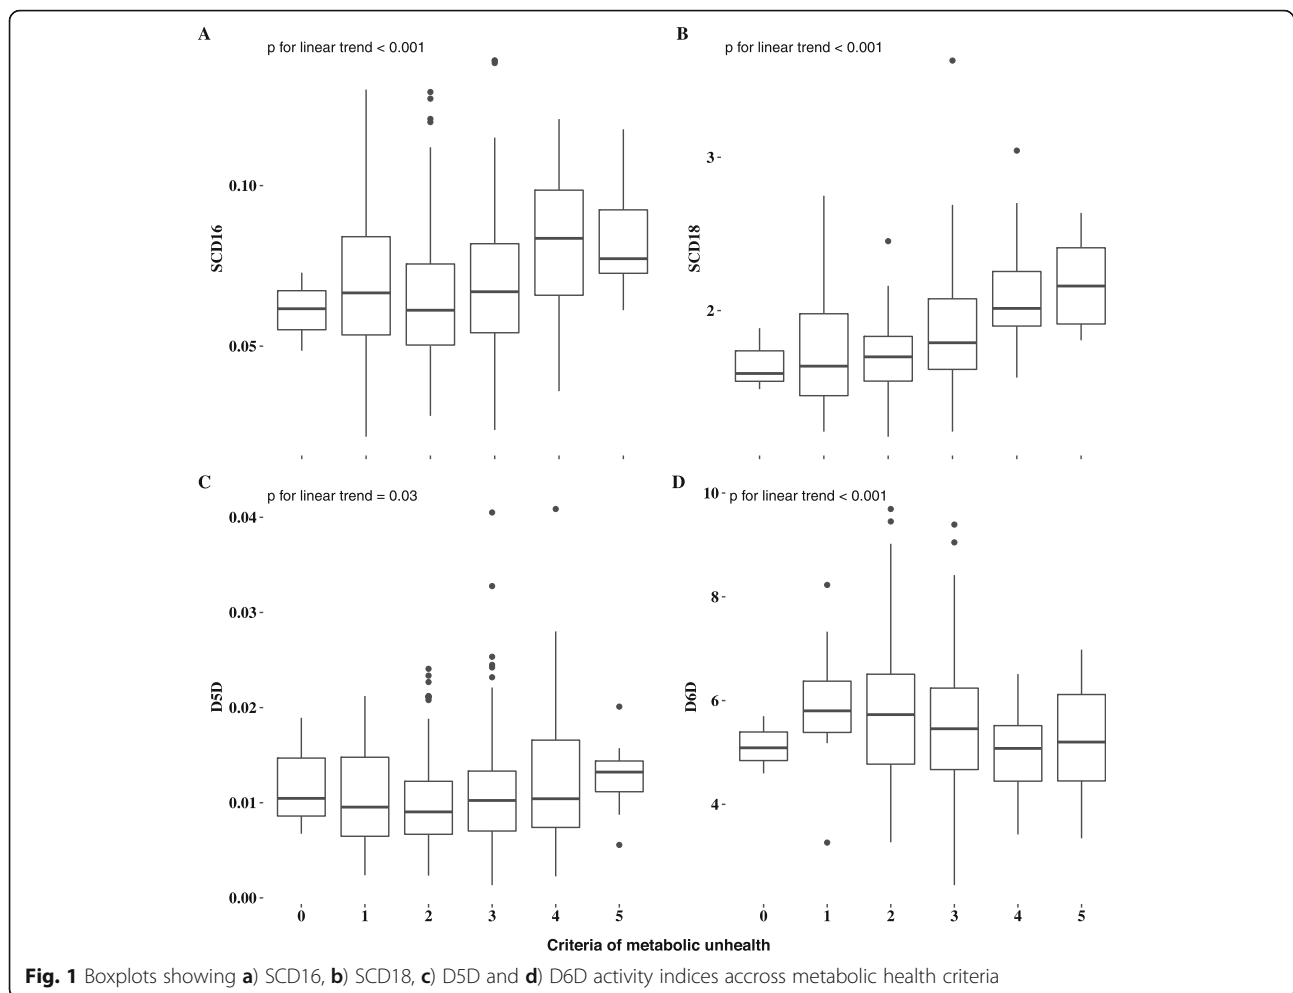 A
p for linear trend < 0.001
0.10
SCD16
0.05
B
p for linear trend < 0.001
3
SCD18
2
C
p for linear trend = 0.03
0.04
0.03
0.02
D5D
0.01
0.00
0 1 2 3 4 5
D
10
p for linear trend < 0.001
8
6
D6D
4
0 1 2 3 4 5
Criteria of metabolic unhealth
Fig. 1 Boxplots showing a) SCD16, b) SCD18, c) D5D and d) D6D activity indices accross metabolic health criteria